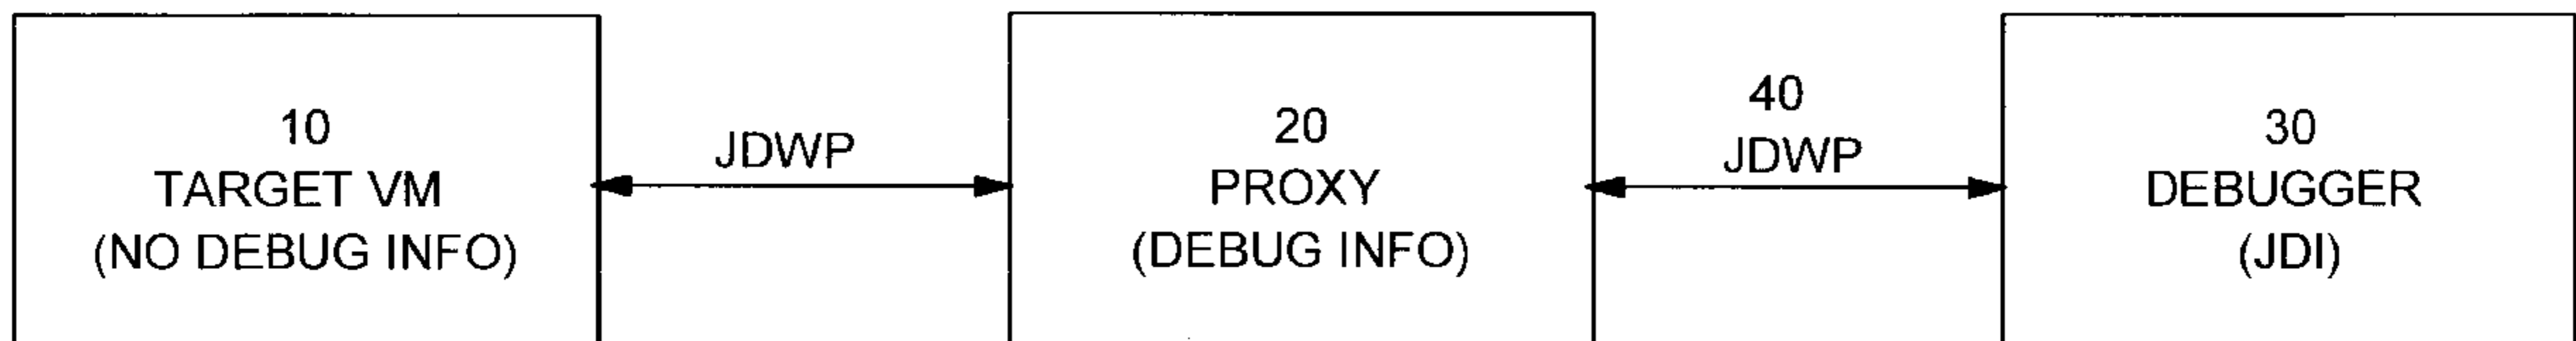 10
TARGET VM
(NO DEBUG INFO)
JDWP
20
PROXY
(DEBUG INFO)
40
JDWP
30
DEBUGGER
(JDI)